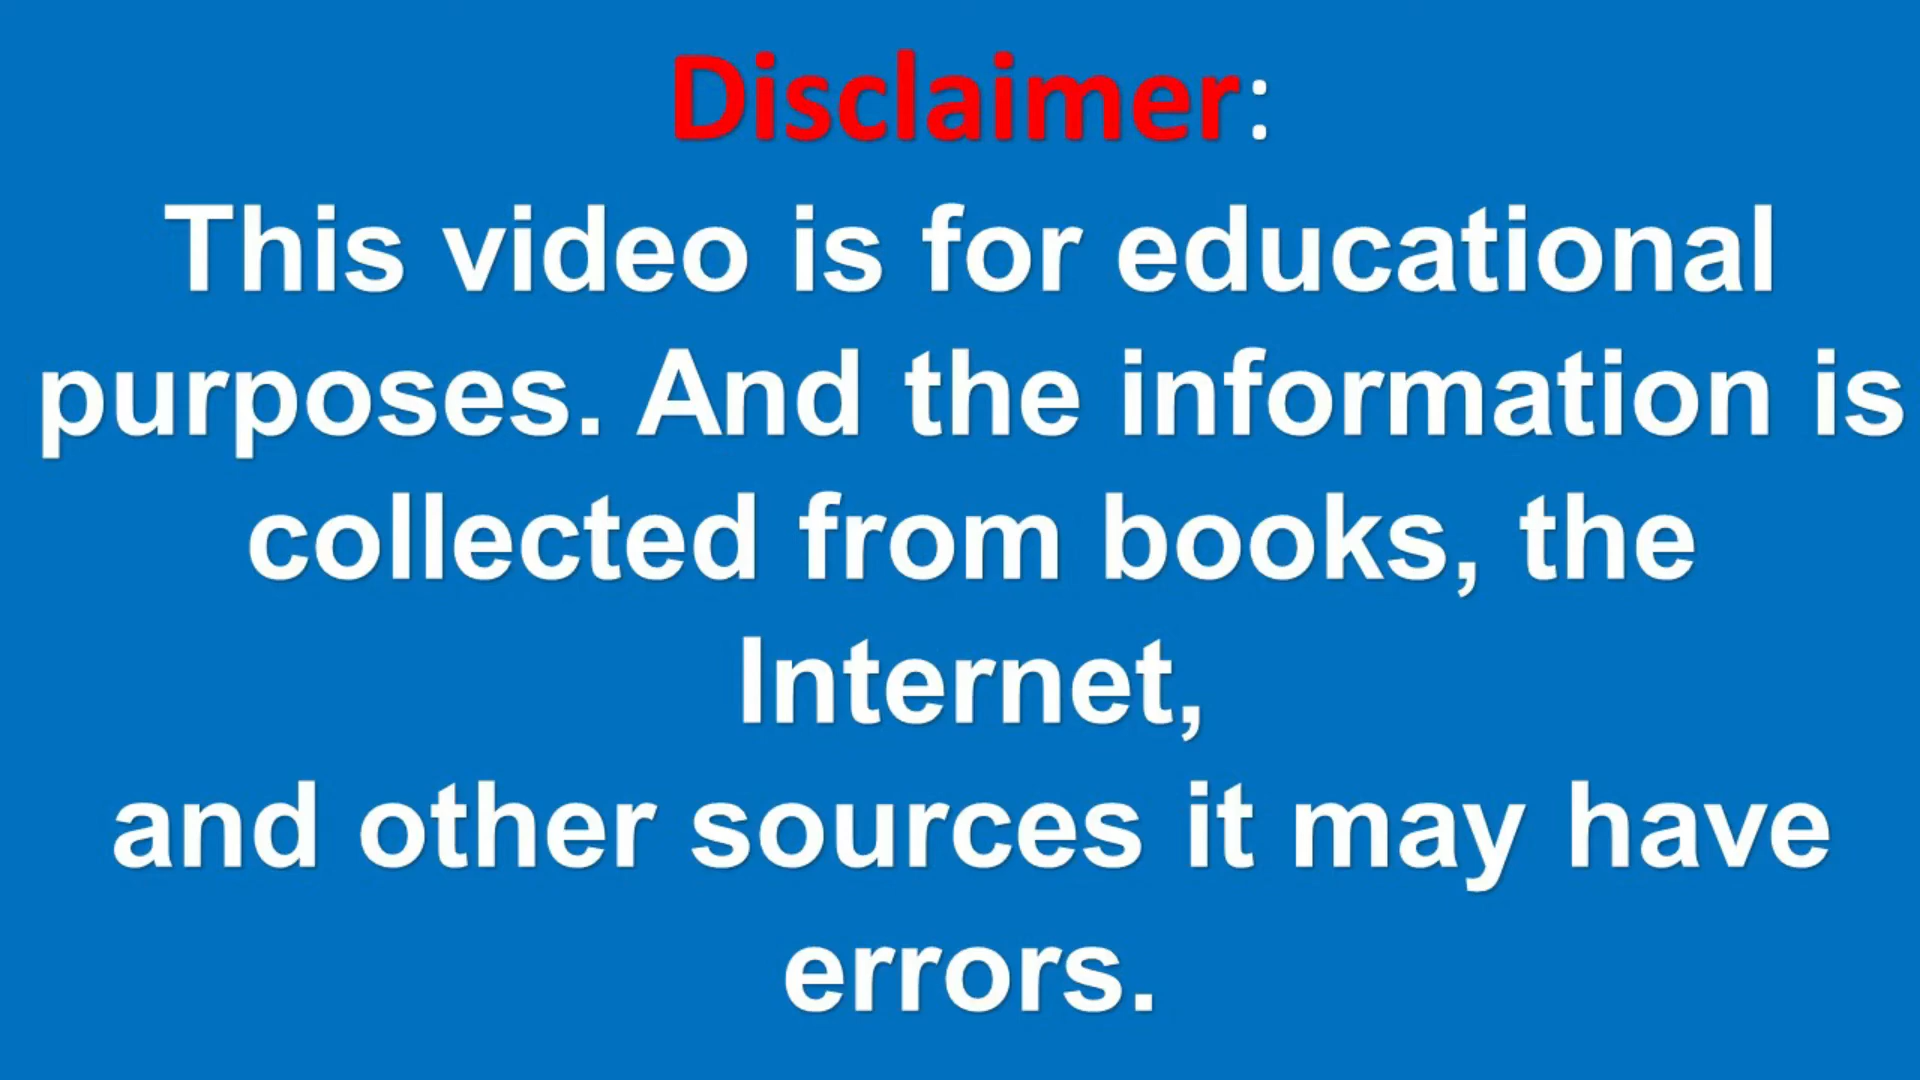 Disclaimer:
This video is for educational
purposes. And the information is
collected from books, the
Internet,
and other sources it may have
errors.